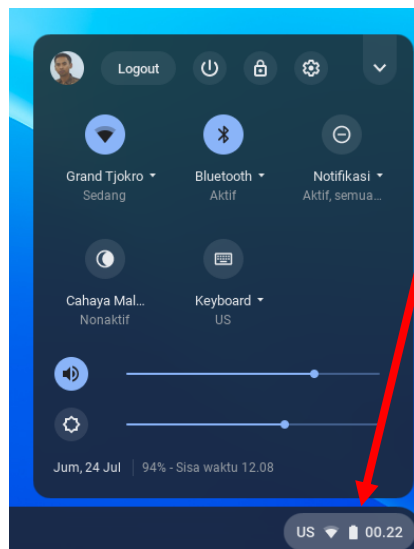 Logout
Grand Tjokro
Sedang
Bluetooth
Aktif
Notifikasi
Aktif, semua...
Cahaya Mal...
Nonaktif
Keyboard
US
Jum, 24 Jul
94% - Sisa waktu 12.08
US 00.22